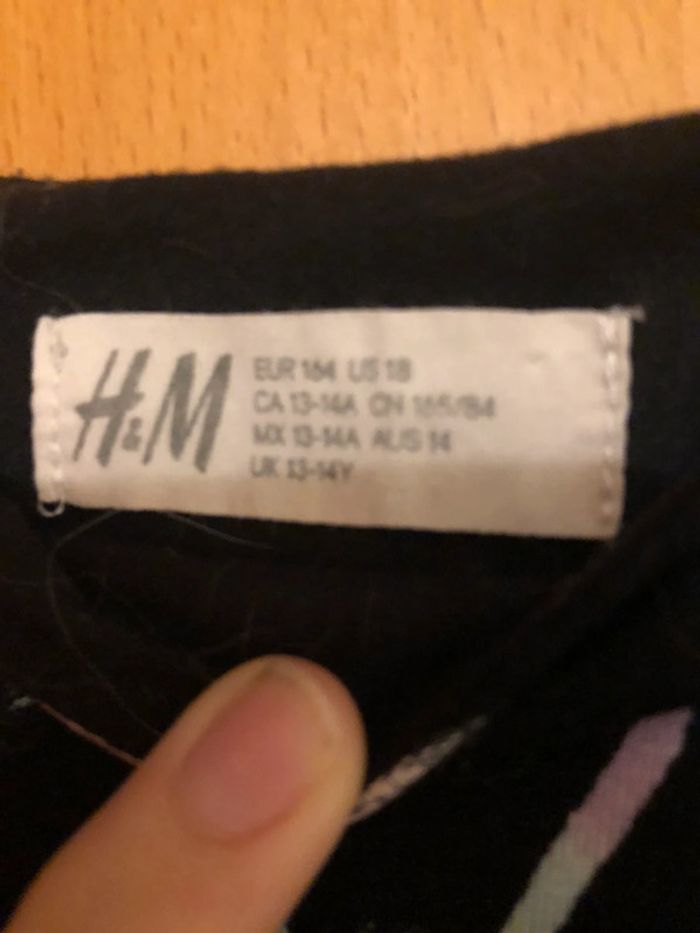 H&M
EUR 164 US 18
CA 13-14A CN 165/84
MX 13-14A AUS 14
UK 13-14Y